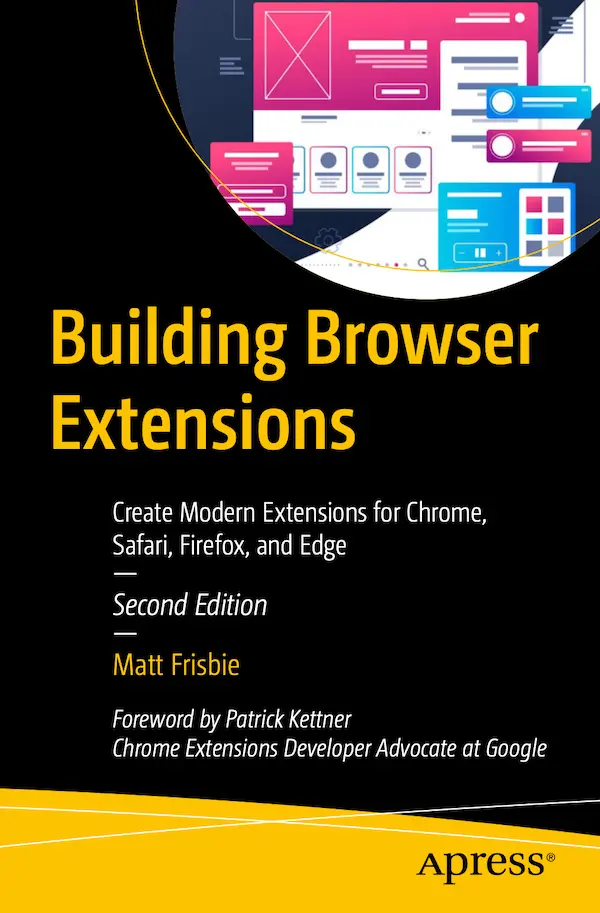 Building Browser
Extensions
Create Modern Extensions for Chrome,
Safari, Firefox, and Edge
—
Second Edition
—
Matt Frisbie
Foreword by Patrick Kettner
Chrome Extensions Developer Advocate at Google
Apress®